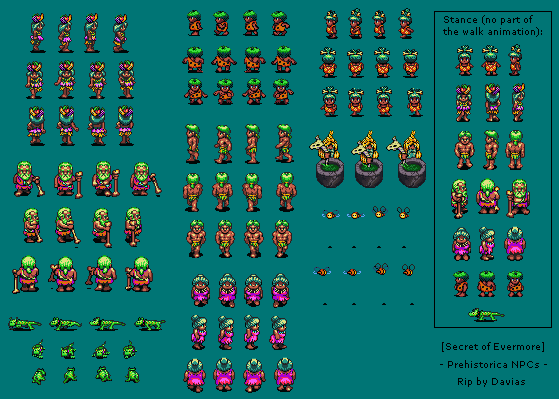 Stance (no part of
the walk animation):
[Secret of Evermore]
- Prehistorica NPCs -
Rip by Davias